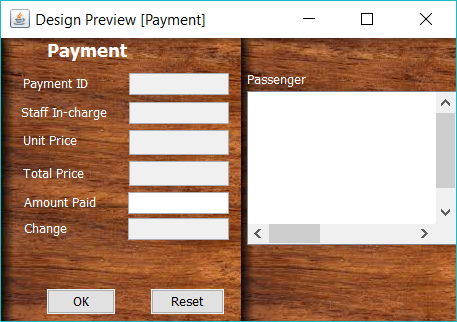 Design Preview [Payment]
Payment
Payment ID
Staff In-charge
Unit Price
Total Price
Amount Paid
Change
OK
Reset
Passenger